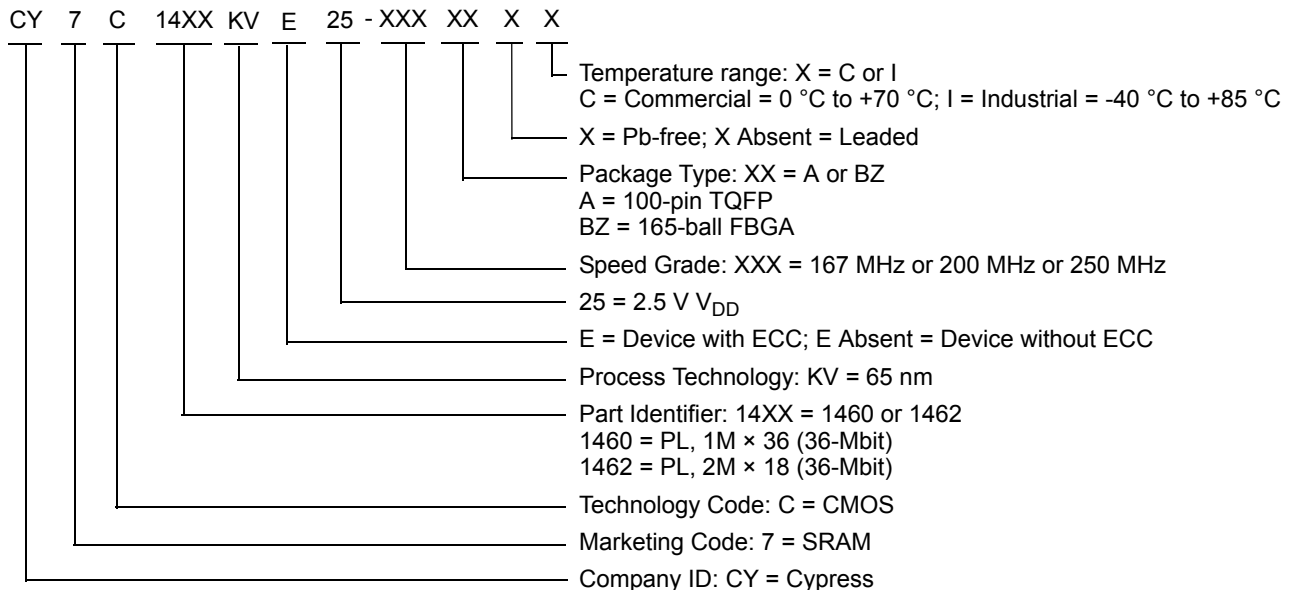 CY 7 C 14XX KV E 25 - XXX XX X X
Temperature range: X = C or I
C = Commercial = 0 °C to +70 °C; I = Industrial = -40 °C to +85 °C
X = Pb-free; X Absent = Leaded
Package Type: XX = A or BZ
A = 100-pin TQFP
BZ = 165-ball FBGA
Speed Grade: XXX = 167 MHz or 200 MHz or 250 MHz
25 = 2.5 V VDD
E = Device with ECC; E Absent = Device without ECC
Process Technology: KV = 65 nm
Part Identifier: 14XX = 1460 or 1462
1460 = PL, 1M × 36 (36-Mbit)
1462 = PL, 2M × 18 (36-Mbit)
Technology Code: C = CMOS
Marketing Code: 7 = SRAM
Company ID: CY = Cypress